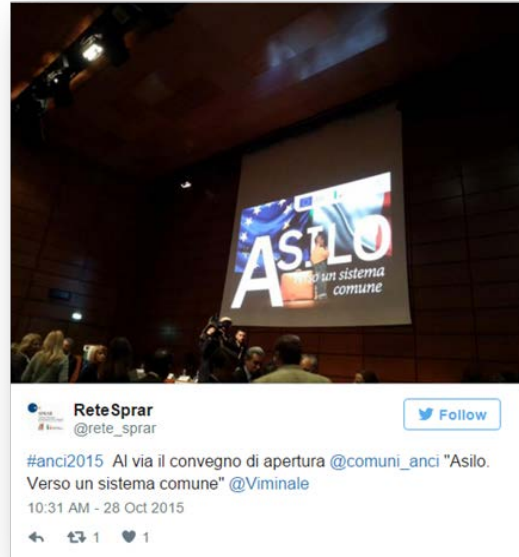 ASILO
Verso un sistema
comune
ReteSprar
@rete_sprar
Follow
#anci2015 Al via il convegno di apertura @comuni_anci "Asilo.
Verso un sistema comune" @Viminale
10:31 AM - 28 Oct 2015
1 1